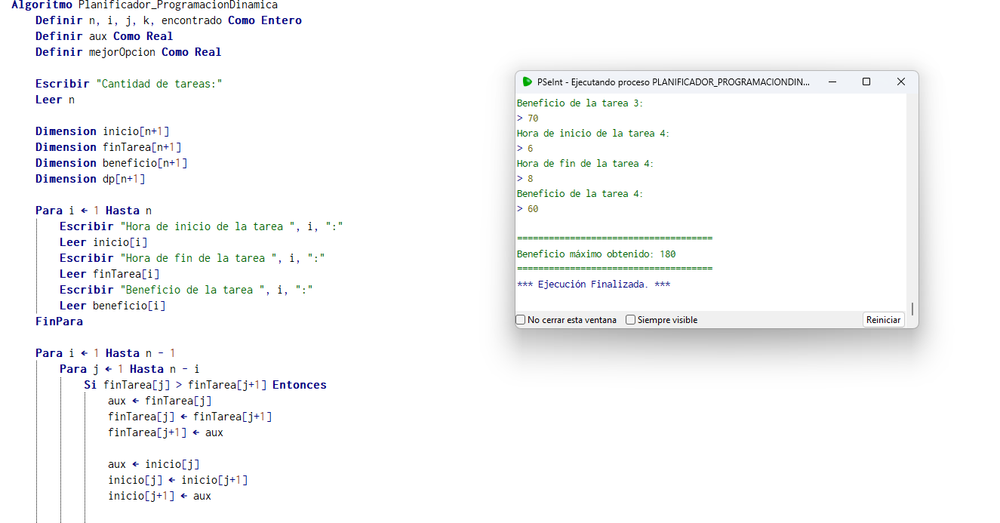 Algoritmo Planificador_ProgramacionDinamica
Definir n, i, j, k, encontrado Como Entero
Definir aux Como Real
Definir mejorOpcion Como Real
Escribir "Cantidad de tareas:"
Leer n
Dimension inicio[n+1]
Dimension finTarea[n+1]
Dimension beneficio[n+1]
Dimension dp[n+1]
Para i ← 1 Hasta n
Escribir "Hora de inicio de la tarea ", i, ":"
Leer inicio[i]
Escribir "Hora de fin de la tarea ", i, ":"
Leer finTarea[i]
Escribir "Beneficio de la tarea ", i, ":"
Leer beneficio[i]
FinPara
Para i ← 1 Hasta n - 1
Para j ← 1 Hasta n - i
Si finTarea[j] > finTarea[j+1] Entonces
aux ← finTarea[j]
finTarea[j] ← finTarea[j+1]
finTarea[j+1] ← aux
aux ← inicio[j]
inicio[j] ← inicio[j+1]
inicio[j+1] ← aux
PSeInt - Ejecutando proceso PLANIFICADOR_PROGRAMACIONDIN...
Beneficio de la tarea 3:
> 70
Hora de inicio de la tarea 4:
> 6
Hora de fin de la tarea 4:
> 8
Beneficio de la tarea 4:
> 60
=====================================
Beneficio máximo obtenido: 180
=====================================
*** Ejecución Finalizada. ***
No cerrar esta ventana Siempre visible Reiniciar